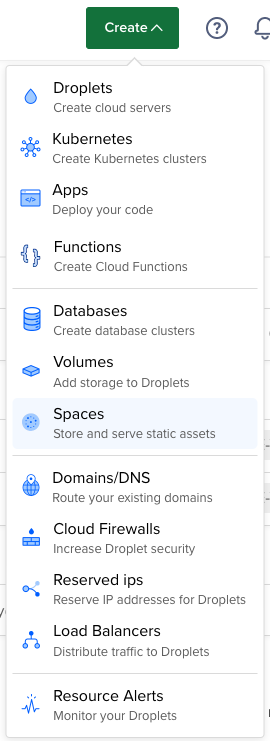 Create
Droplets
Create cloud servers
Kubernetes
Create Kubernetes clusters
Apps
Deploy your code
Functions
Create Cloud Functions
Databases
Create database clusters
Volumes
Add storage to Droplets
Spaces
Store and serve static assets
Domains/DNS
Route your existing domains
Cloud Firewalls
Increase Droplet security
Reserved ips
Reserve IP addresses for Droplets
Load Balancers
Distribute traffic to Droplets
Resource Alerts
Monitor your Droplets